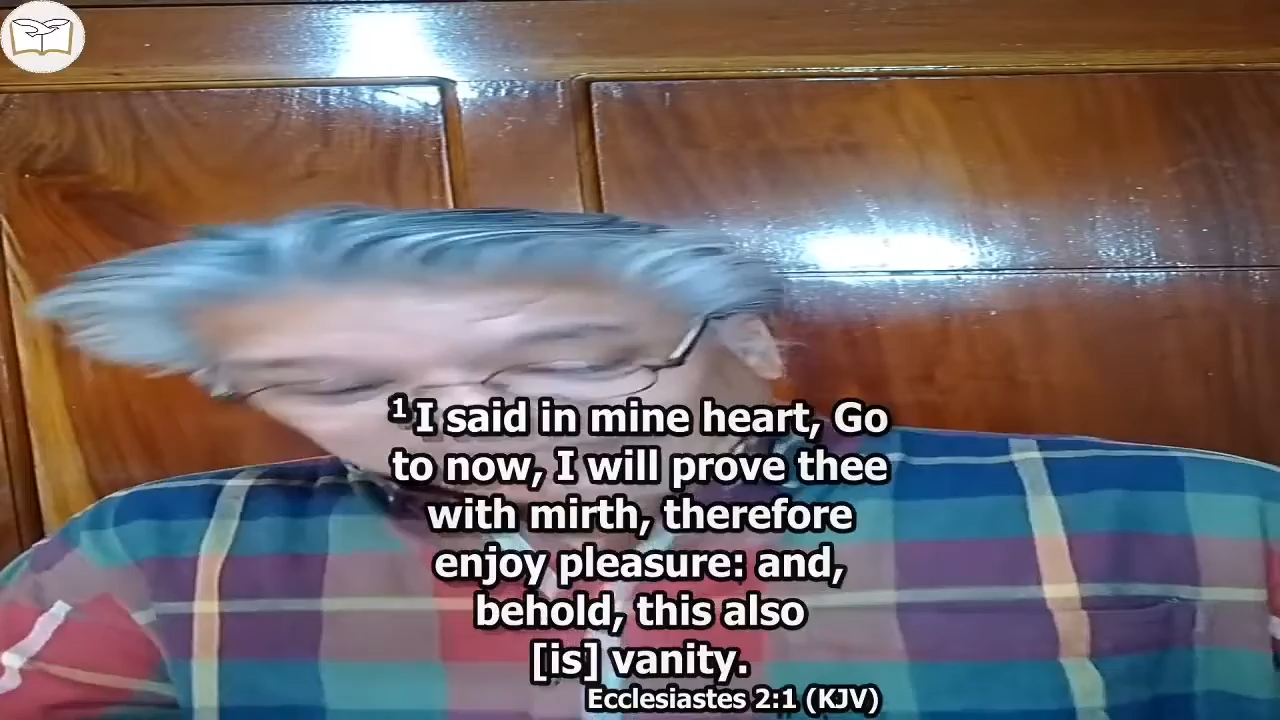 1 I said in mine heart, Go
to now, I will prove thee
with mirth, therefore
enjoy pleasure: and,
behold, this also
[is] vanity.
Ecclesiastes 2:1 (KJV)